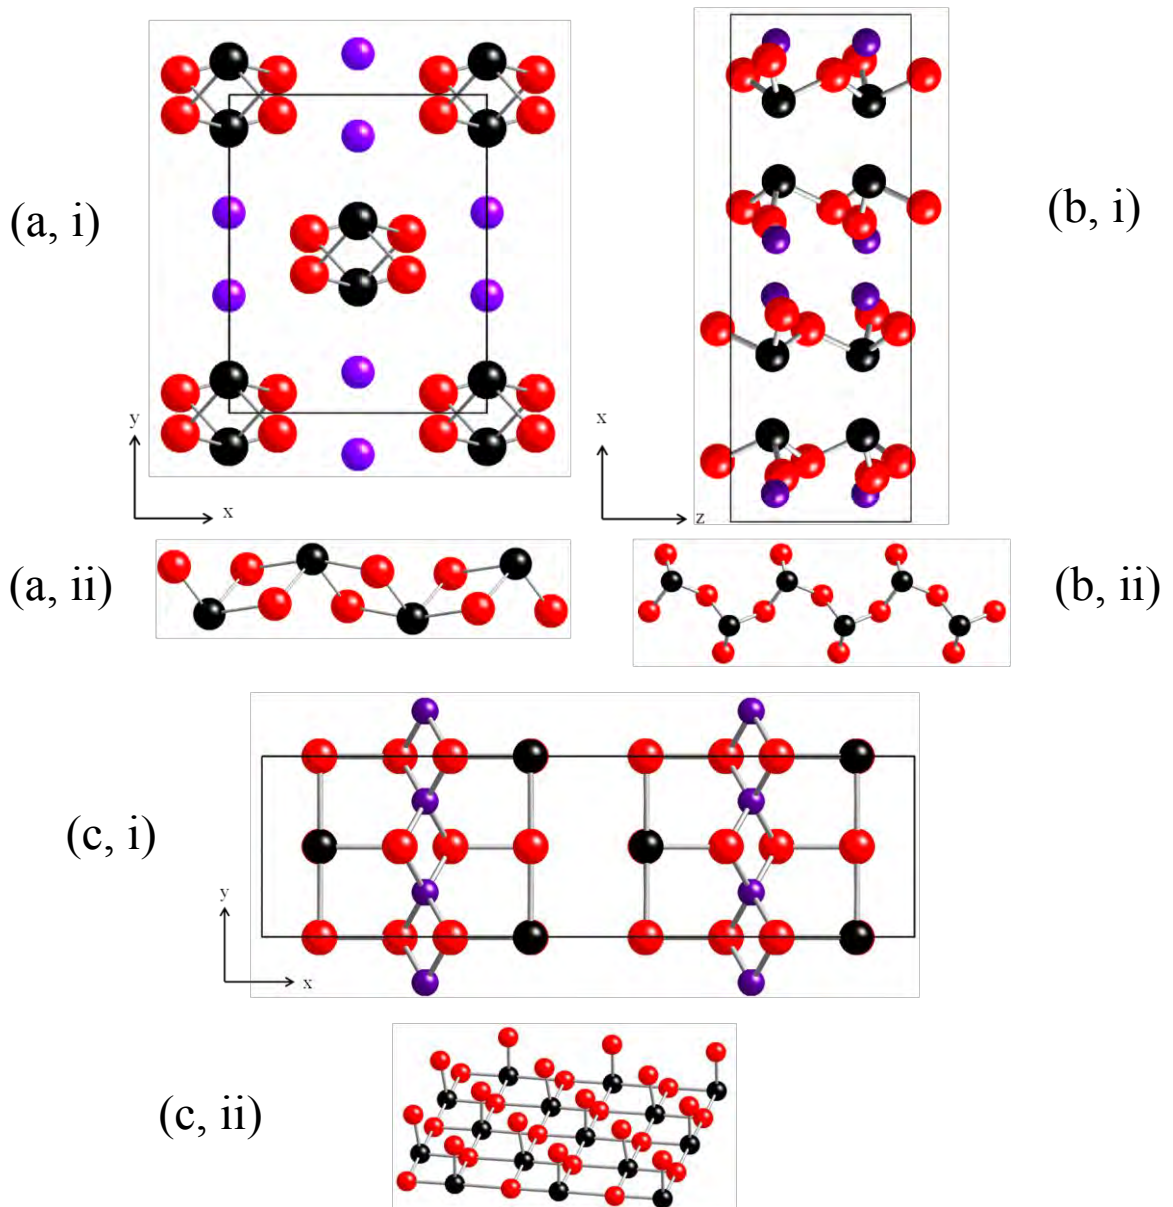 (a, i)
y
x
(b, i)
x
z
(a, ii)
(b, ii)
(c, i)
y
x
(c, ii)